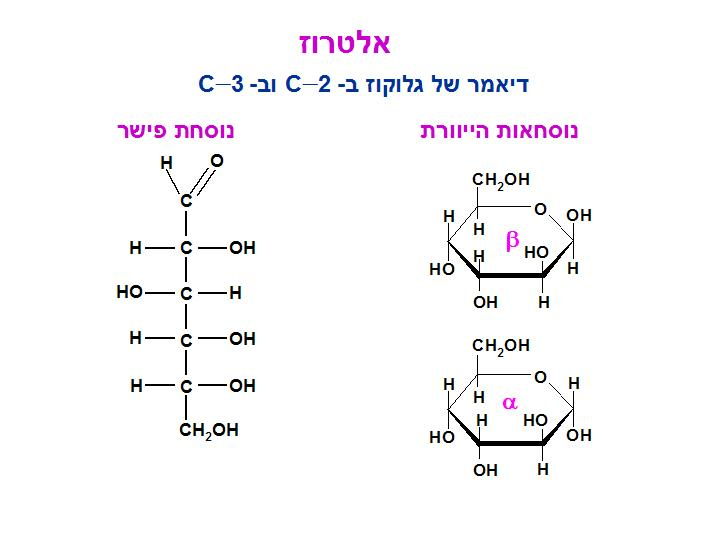 אלטרוז
דיאמר של גלוקוז ב- C–2 וב- C–3
נוסחאות הייוורת
נוסחת פישר
H O
C
H C OH
HO C H
H C OH
H C OH
CH2OH
CH2OH
H O OH
H β
H HO
HO H
OH H
CH2OH
H O H
H α
H HO
HO OH
OH H